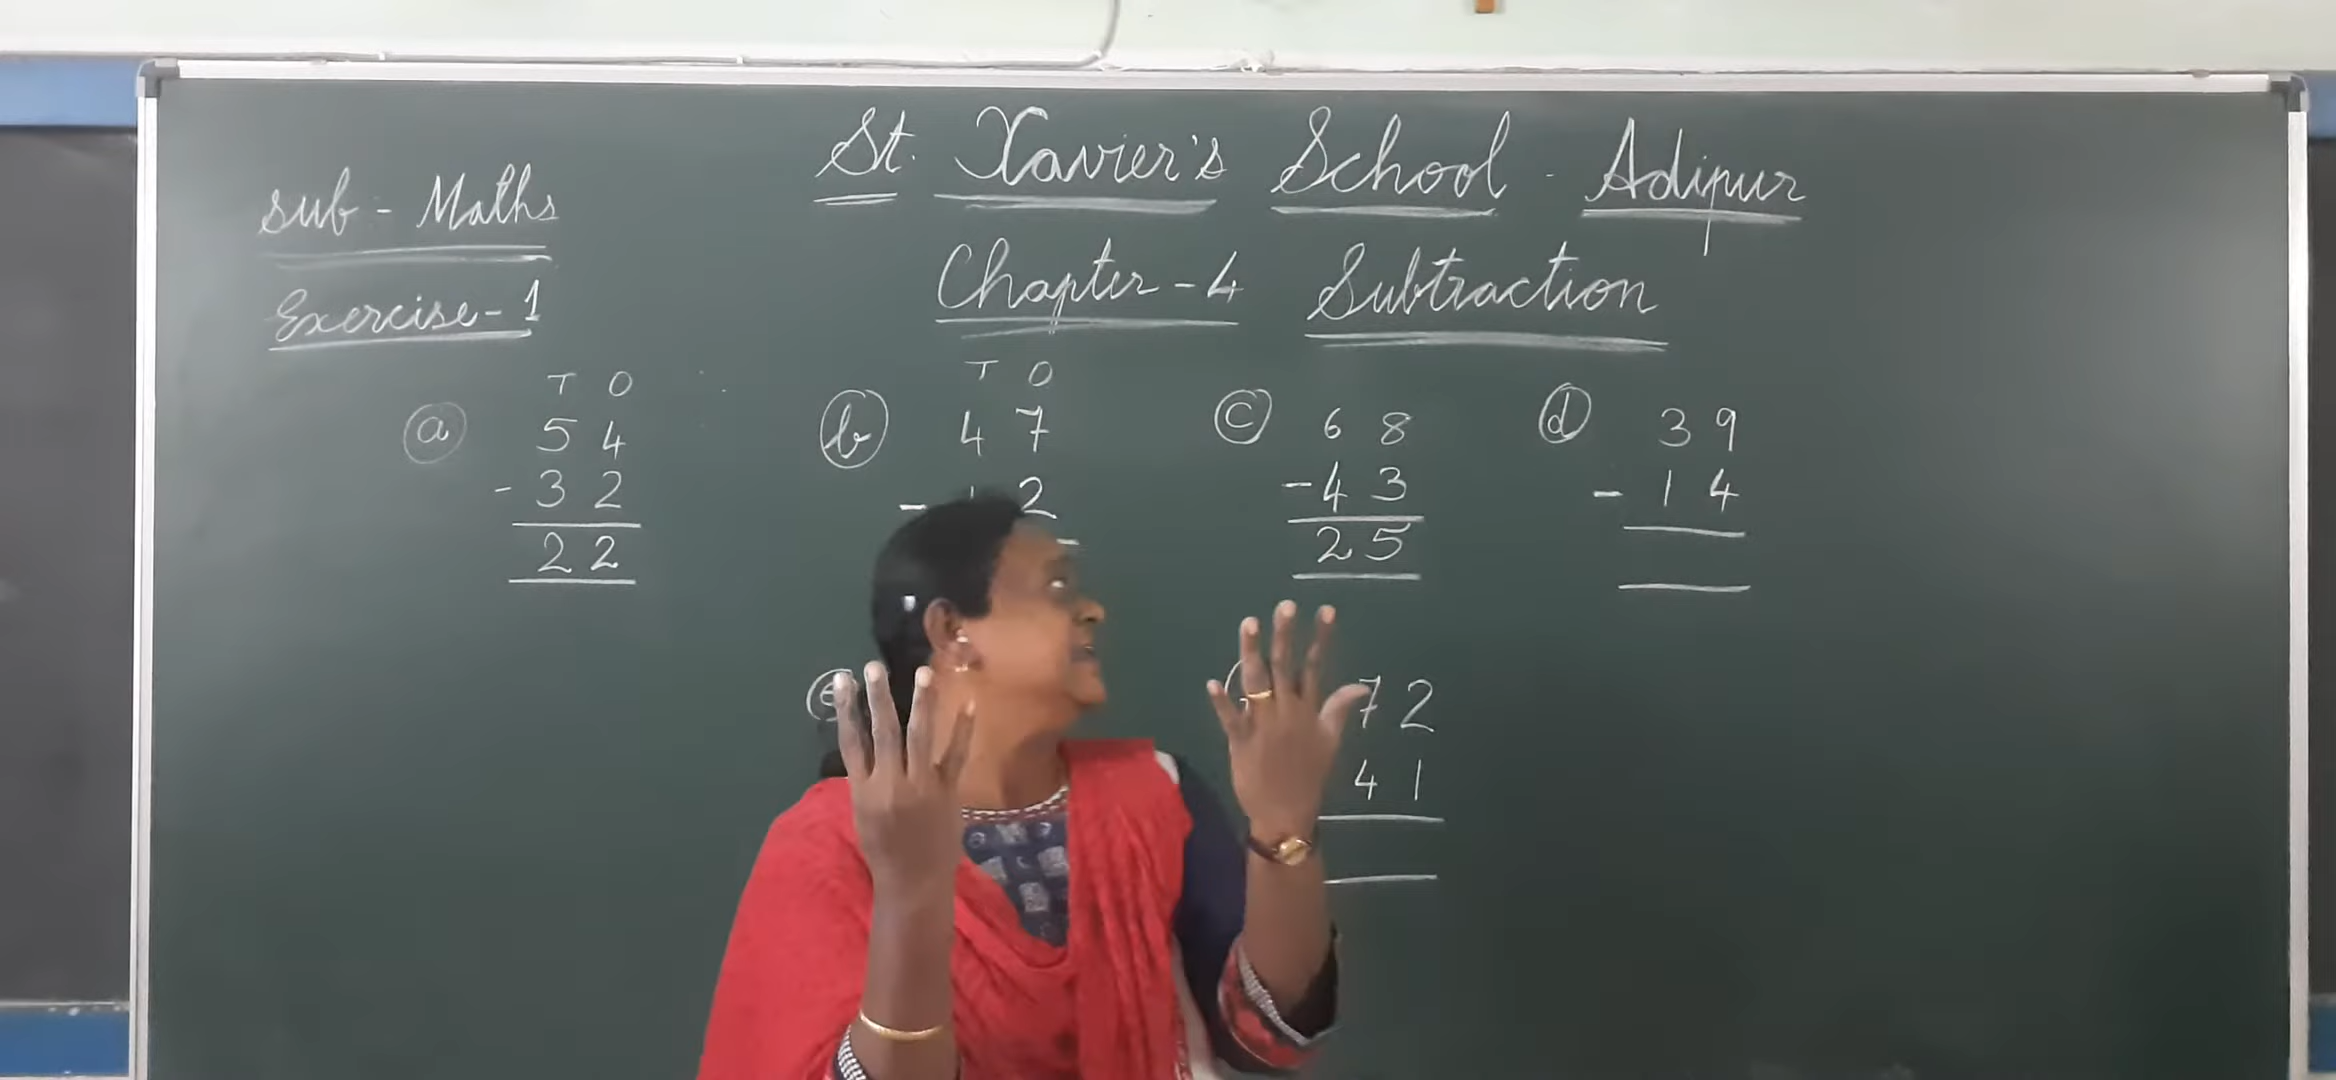 St. Xavier's School - Adipur
Sub - Maths
Chapter - 4 Subtraction
Exercise - 1
T O
T O
a 54
b 47
c 68
d 39
- 32
- 2
- 43
- 14
22
25
e
72
41